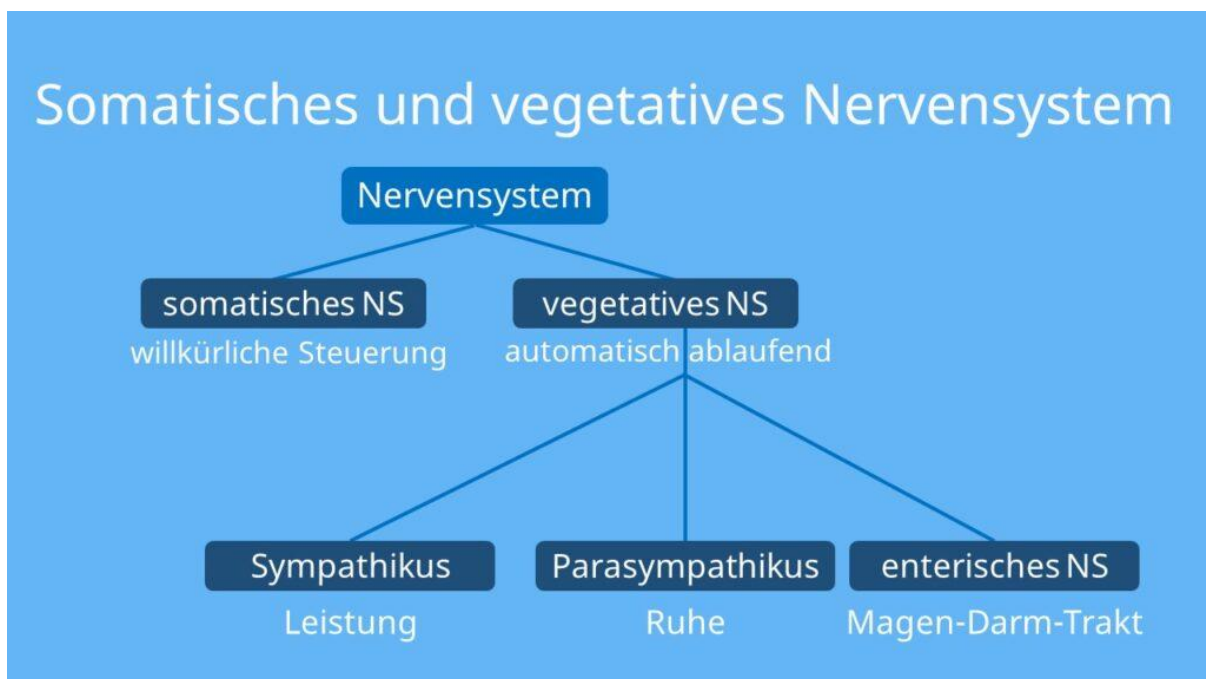 Somatisches und vegetatives Nervensystem
Nervensystem
somatisches NS
vegetatives NS
willkürliche Steuerung
automatisch ablaufend
Sympathikus
Parasympathikus
enterisches NS
Leistung
Ruhe
Magen-Darm-Trakt